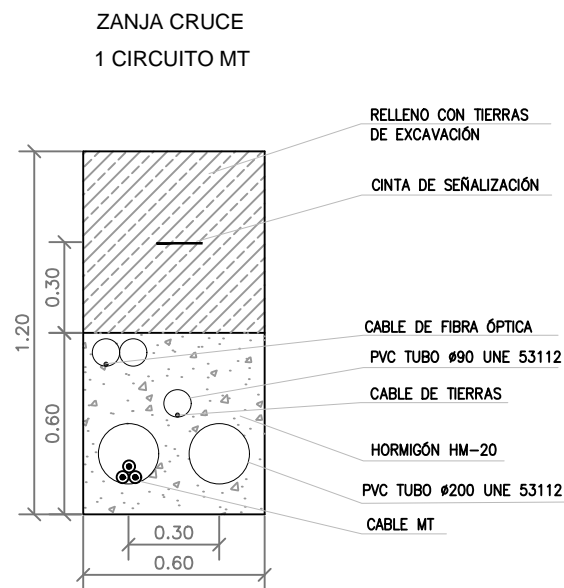 ZANJA CRUCE
1 CIRCUITO MT
RELLENO CON TIERRAS
DE EXCAVACIÓN
CINTA DE SEÑALIZACIÓN
0.30
1.20
CABLE DE FIBRA ÓPTICA
PVC TUBO ø90 UNE 53112
CABLE DE TIERRAS
0.60
HORMIGÓN HM-20
PVC TUBO ø200 UNE 53112
CABLE MT
0.30
0.60